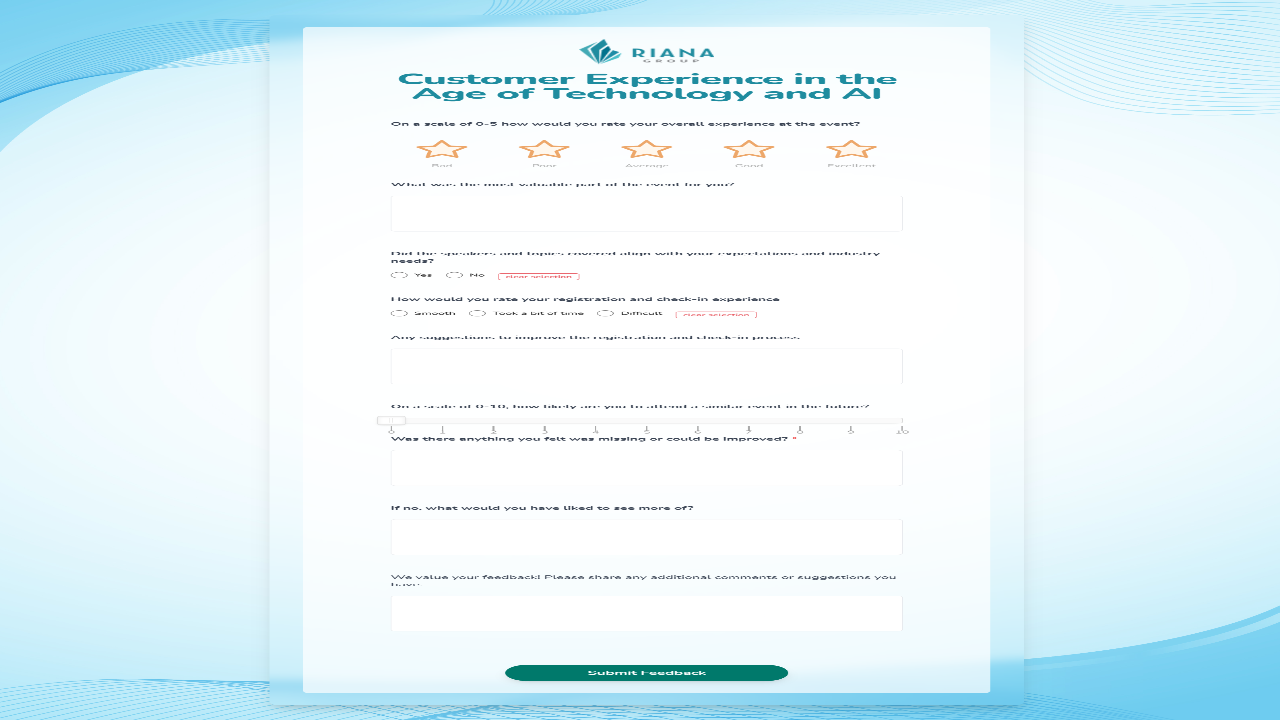 RIANA
GROUP
Customer Experience in the
Age of Technology and AI
On a scale of 0-5 how would you rate your overall experience at the event?
Bad Poor Average Good Excellent
What was the most valuable part of the event for you?
Did the speakers and topics covered align with your expectations and industry
needs?
Yes No clear selection
How would you rate your registration and check-in experience
Smooth Took a bit of time Difficult clear selection
Any suggestions to improve the registration and check-in process
On a scale of 0-10, how likely are you to attend a similar event in the future?
0 1 2 3 4 5 6 7 8 9 10
Was there anything you felt was missing or could be improved? *
If no, what would you have liked to see more of?
We value your feedback! Please share any additional comments or suggestions you
have
Submit Feedback